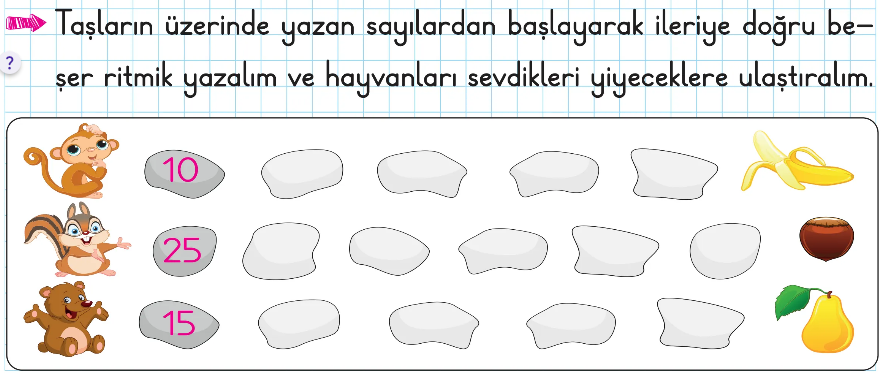 Taşların üzerinde yazan sayılardan başlayarak ileriye doğru be-
?
şer ritmik yazalım ve hayvanları sevdikleri yiyeceklere ulaştıralım.
10
25
15